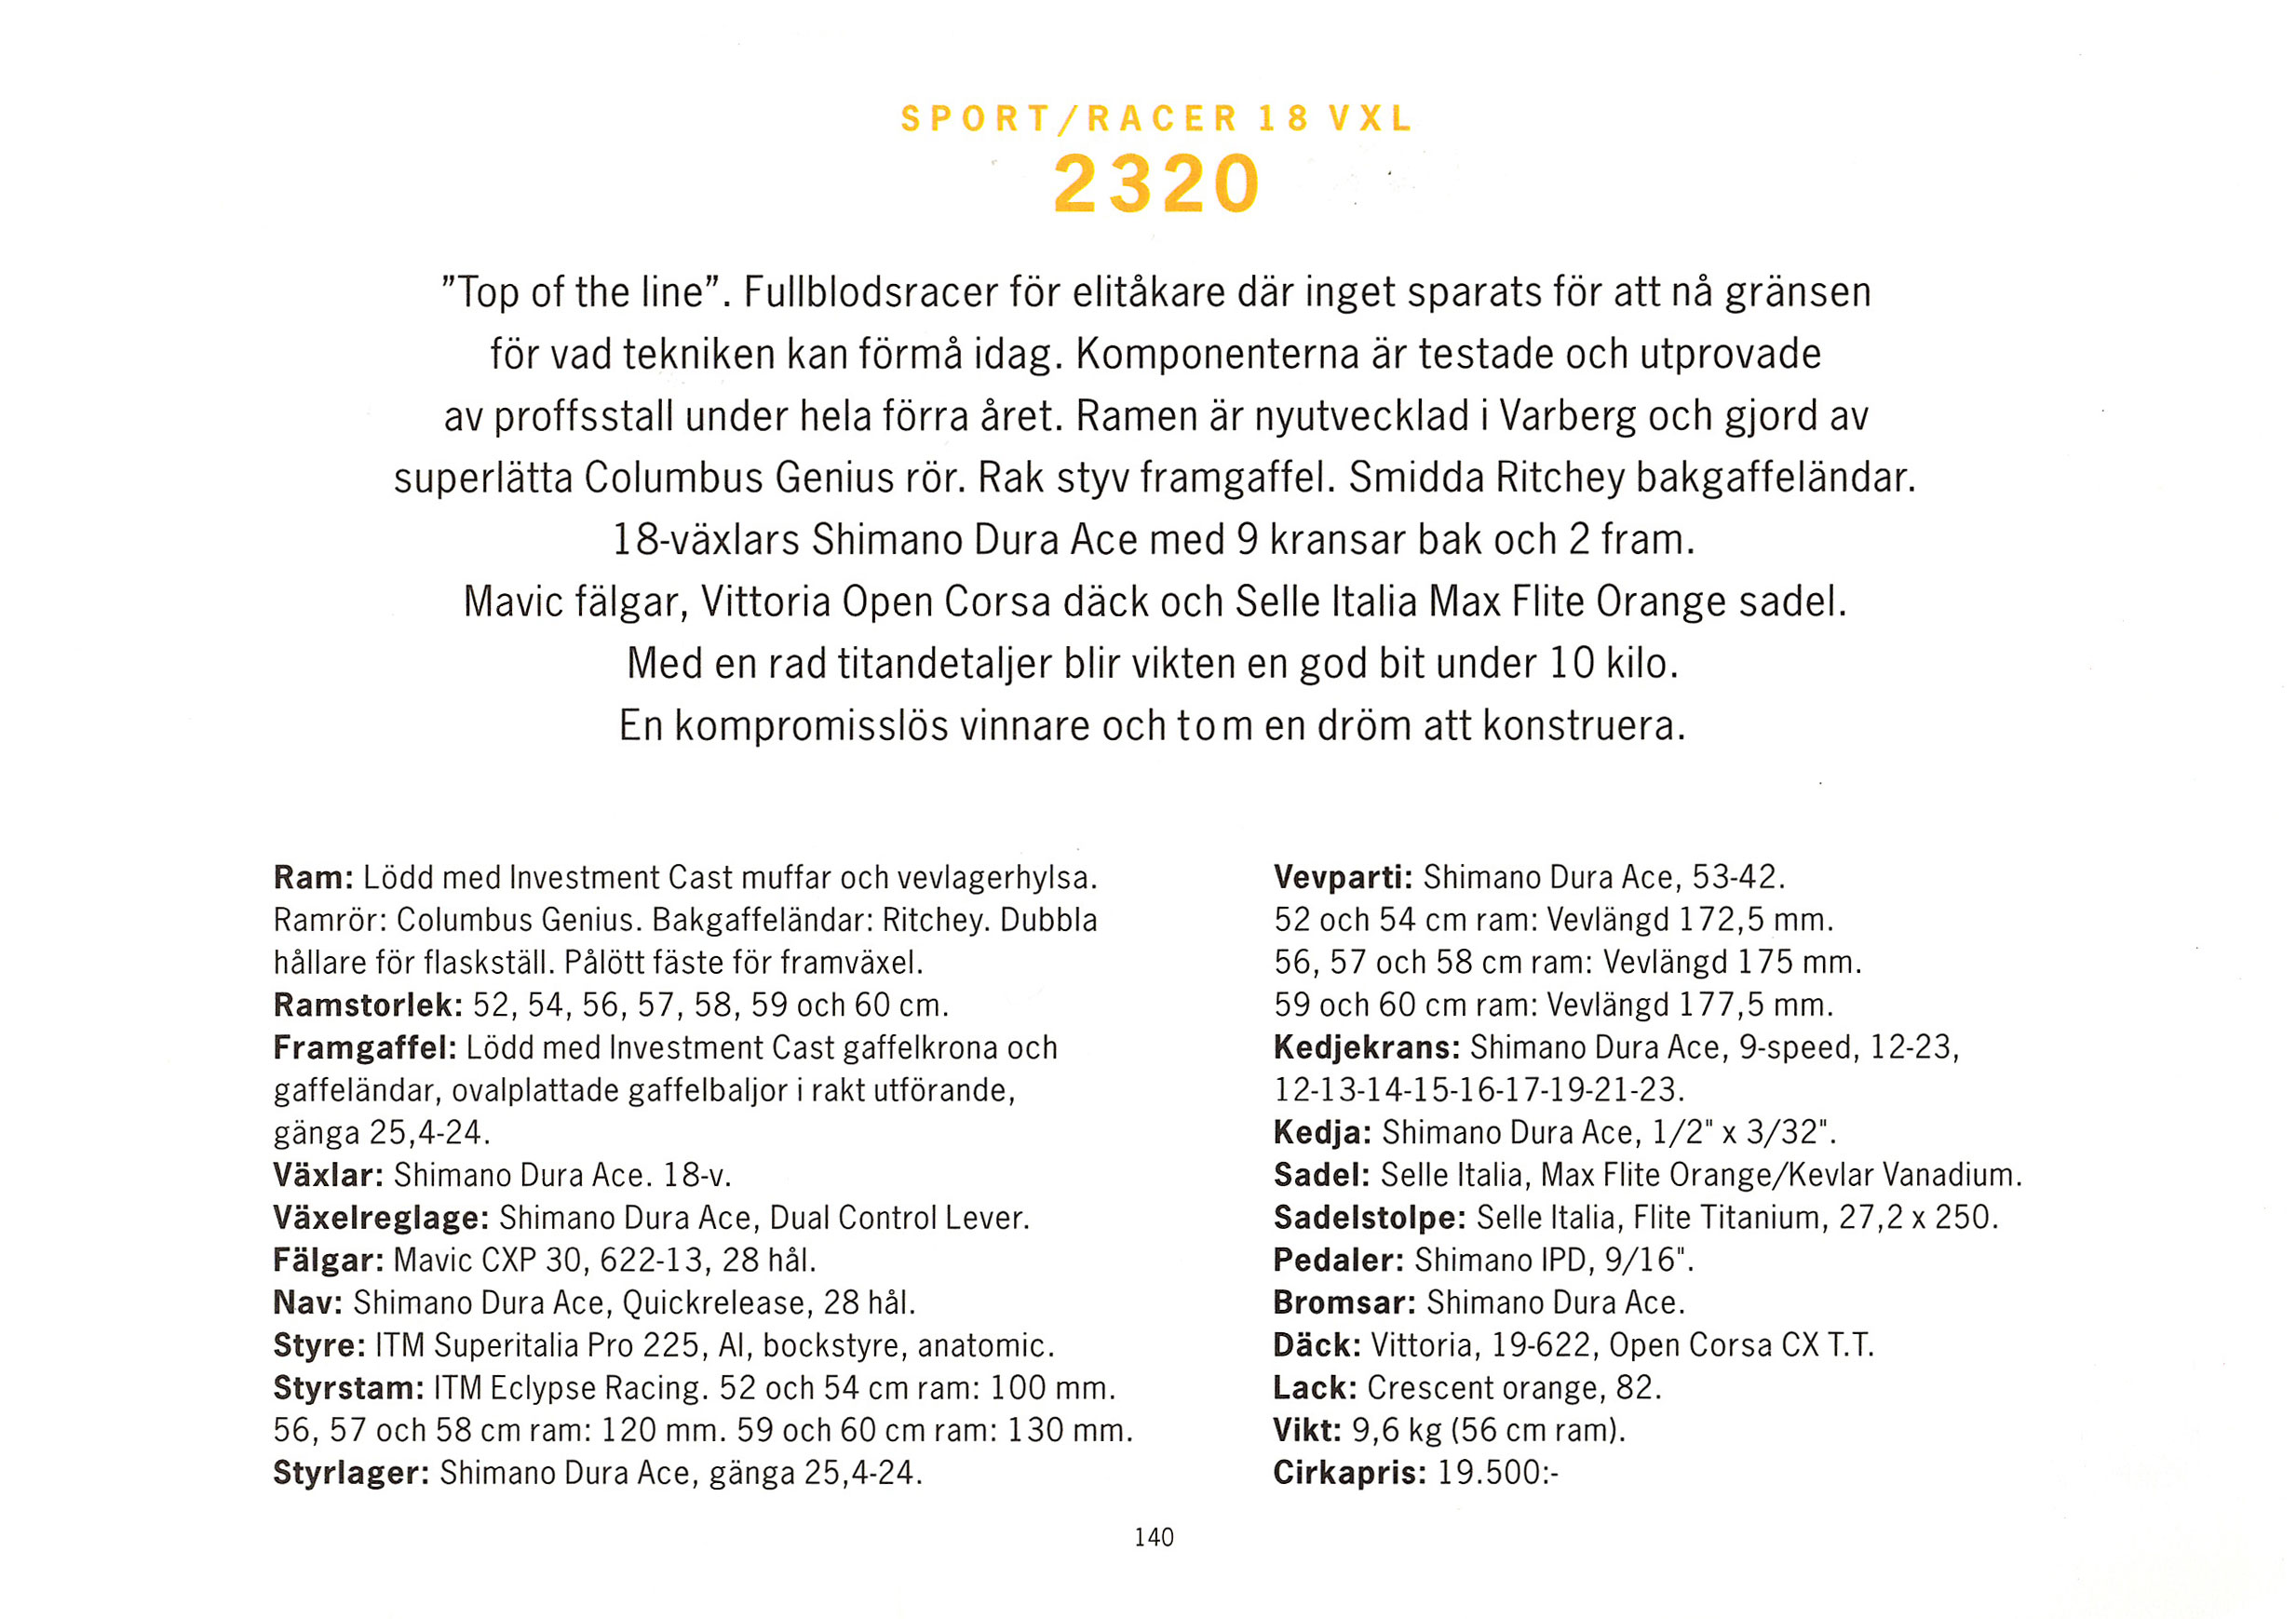 SPORT/RACER 18 VXL
2320
”Top of the line”. Fullblodsracer för elitåkare där inget sparats för att nå gränsen
för vad tekniken kan förmå idag. Komponenterna är testade och utprovade
av proffsstall under hela förra året. Ramen är nyutvecklad i Varberg och gjord av
superlätta Columbus Genius rör. Rak styv framgaffel. Smidda Ritchey bakgaffeländar.
18-växlars Shimano Dura Ace med 9 kransar bak och 2 fram.
Mavic fälgar, Vittoria Open Corsa däck och Selle Italia Max Flite Orange sadel.
Med en rad titandetaljer blir vikten en god bit under 10 kilo.
En kompromisslös vinnare och t o m en dröm att konstruera.
Ram: Lödd med Investment Cast muffar och vevlagerhylsa.
Ramrör: Columbus Genius. Bakgaffeländar: Ritchey. Dubbla
hållare för flaskställ. Pålött fäste för framväxel.
Ramstorlek: 52, 54, 56, 57, 58, 59 och 60 cm.
Framgaffel: Lödd med Investment Cast gaffelkrona och
gaffeländar, ovalplattade gaffelbaljor i rakt utförande,
gänga 25,4-24.
Växlar: Shimano Dura Ace. 18-v.
Växelreglage: Shimano Dura Ace, Dual Control Lever.
Fälgar: Mavic CXP 30, 622-13, 28 hål.
Nav: Shimano Dura Ace, Quickrelease, 28 hål.
Styre: ITM Superitalia Pro 225, Al, bockstyre, anatomic.
Styrstam: ITM Eclypse Racing. 52 och 54 cm ram: 100 mm.
56, 57 och 58 cm ram: 120 mm. 59 och 60 cm ram: 130 mm.
Styrlager: Shimano Dura Ace, gänga 25,4-24.
Vevparti: Shimano Dura Ace, 53-42.
52 och 54 cm ram: Vevlängd 172,5 mm.
56, 57 och 58 cm ram: Vevlängd 175 mm.
59 och 60 cm ram: Vevlängd 177,5 mm.
Kedjekrans: Shimano Dura Ace, 9-speed, 12-23,
12-13-14-15-16-17-19-21-23.
Kedja: Shimano Dura Ace, 1/2" x 3/32".
Sadel: Selle Italia, Max Flite Orange/Kevlar Vanadium.
Sadelstolpe: Selle Italia, Flite Titanium, 27,2 x 250.
Pedaler: Shimano IPD, 9/16".
Bromsar: Shimano Dura Ace.
Däck: Vittoria, 19-622, Open Corsa CX T.T.
Lack: Crescent orange, 82.
Vikt: 9,6 kg (56 cm ram).
Cirkapris: 19.500:-
140